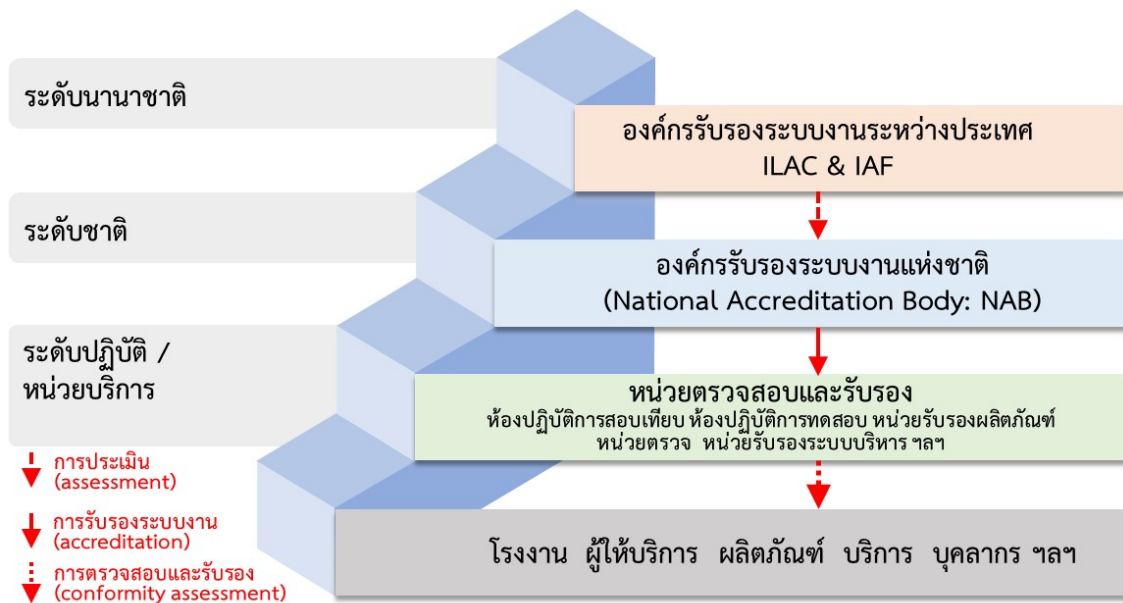 ระดับนานาชาติ
องค์กรรับรองระบบงานระหว่างประเทศ
ILAC & IAF
ระดับชาติ
องค์กรรับรองระบบงานแห่งชาติ
(National Accreditation Body: NAB)
ระดับปฏิบัติ /
หน่วยบริการ
หน่วยตรวจสอบและรับรอง
ห้องปฏิบัติการสอบเทียบ ห้องปฏิบัติการทดสอบ หน่วยรับรองผลิตภัณฑ์
หน่วยตรวจ หน่วยรับรองระบบบริหาร ฯลฯ
การประเมิน
(assessment)
การรับรองระบบงาน
(accreditation)
การตรวจสอบและรับรอง
(conformity assessment)
โรงงาน ผู้ให้บริการ ผลิตภัณฑ์ บริการ บุคลากร ฯลฯ